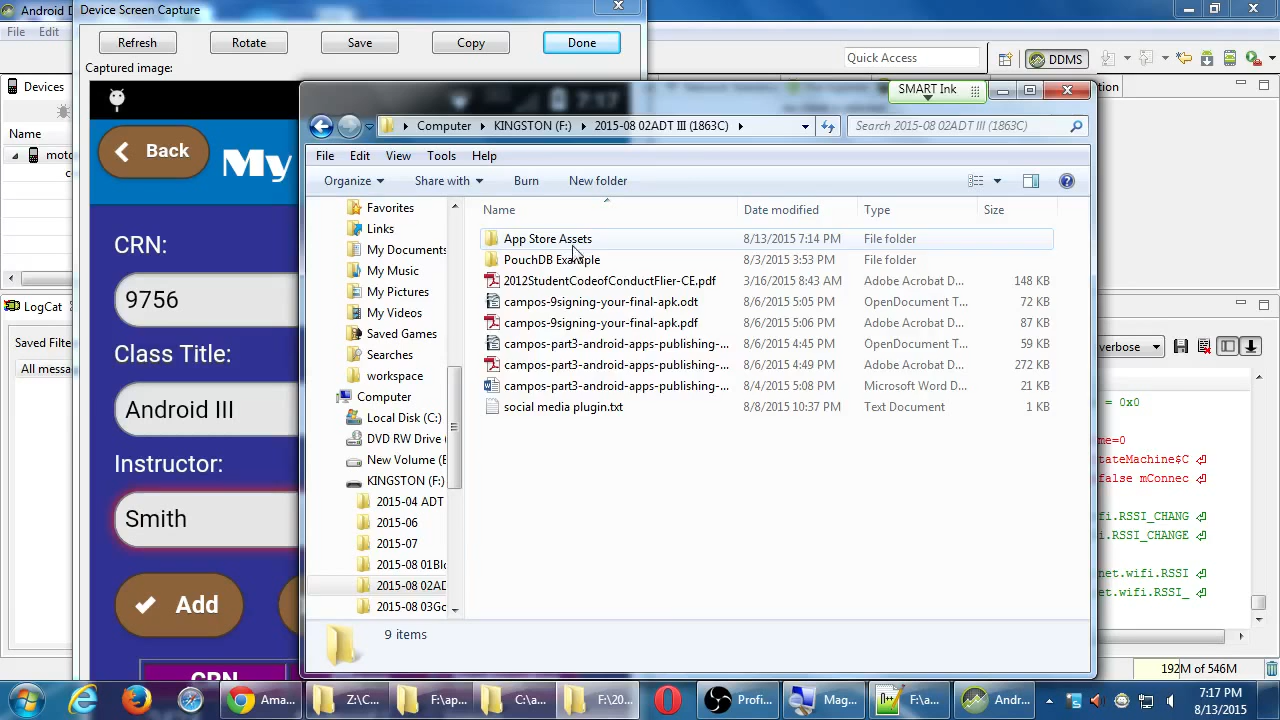 Android D
Device Screen Capture
File Edit
Refresh Rotate Save Copy Done
Quick Access
DDMS
Captured image:
Devices
Name
moto
LogCat
Saved Filte
All messa
Back
My
CRN:
9756
Class Title:
Android III
Instructor:
Smith
Add
CRN
SMART Ink
Computer KINGSTON (F:) 2015-08 02ADT III (1863C)
Search 2015-08 02ADT III (1863C)
File Edit View Tools Help
Organize Share with Burn New folder
Favorites
Links
My Documents
My Music
My Pictures
My Videos
Saved Games
Searches
workspace
Computer
Local Disk (C:)
DVD RW Drive (
New Volume (E
KINGSTON (F:)
2015-04 ADT
2015-06
2015-07
2015-08 01Blo
2015-08 02AD
2015-08 03Go
Name Date modified Type Size
App Store Assets 8/13/2015 7:14 PM File folder
PouchDB Example 8/3/2015 3:53 PM File folder
2012StudentCodeofConductFlier-CE.pdf 3/16/2015 8:43 AM Adobe Acrobat D... 148 KB
campos-9signing-your-final-apk.odt 8/6/2015 5:05 PM OpenDocument T... 72 KB
campos-9signing-your-final-apk.pdf 8/6/2015 5:06 PM Adobe Acrobat D... 87 KB
campos-part3-android-apps-publishing-... 8/6/2015 4:45 PM OpenDocument T... 59 KB
campos-part3-android-apps-publishing-... 8/6/2015 4:49 PM Adobe Acrobat D... 272 KB
campos-part3-android-apps-publishing-... 8/4/2015 5:08 PM Microsoft Word D... 21 KB
social media plugin.txt 8/8/2015 10:37 PM Text Document 1 KB
9 items
tion
erbose
= 0x0
me=0
tateMachine$C
false mConnec
fi.RSSI_CHANG
fi.RSSI_CHANGE
net.wifi.RSSI
et.wifi.RSSI_
192M of 546M
Ama... Z:\C... F:\ap... C:\a... F:\20... Profi... Mag... F:\a... Andr...
7:17 PM
8/13/2015